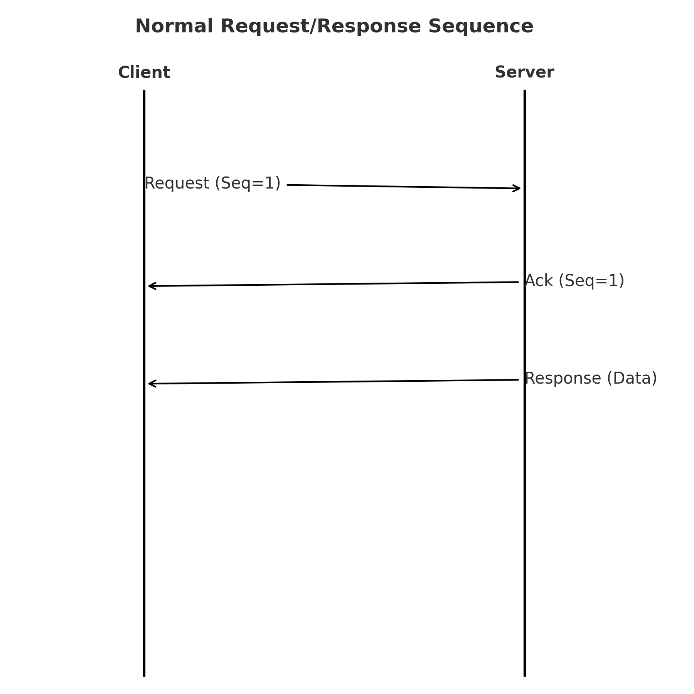 Normal Request/Response Sequence
Client
Server
Request (Seq=1)
Ack (Seq=1)
Response (Data)